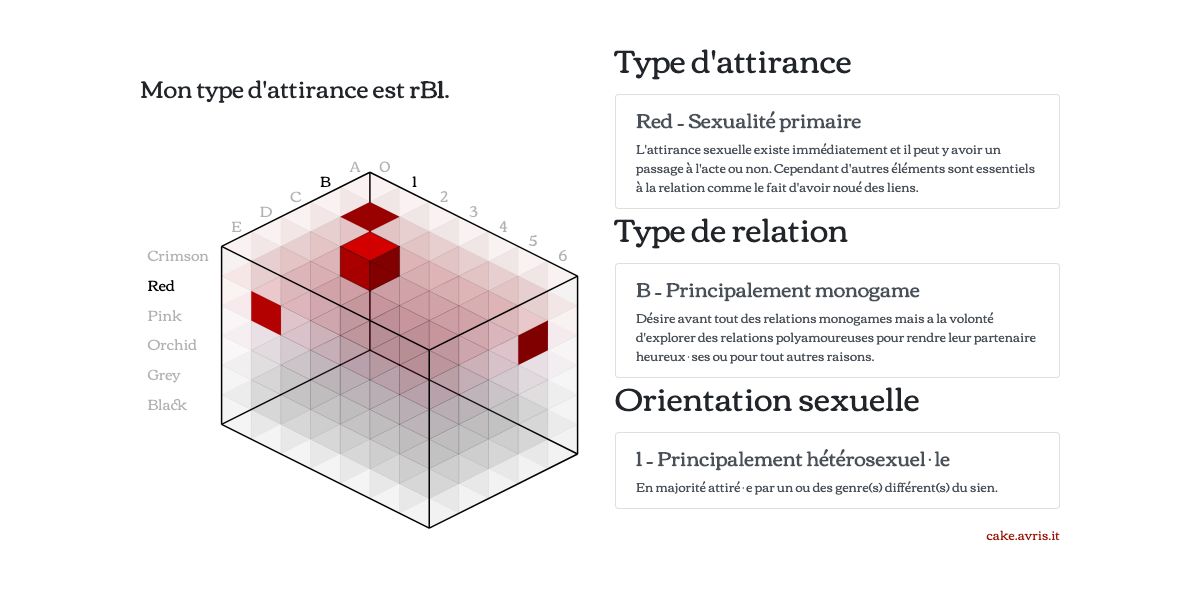 Mon type d'attirance est rB1.
A O
B 1
C 2
D 3
E 4
5
6
Crimson
Red
Pink
Orchid
Grey
Black
Type d'attirance
Red - Sexualité primaire
L'attirance sexuelle existe immédiatement et il peut y avoir un
passage à l'acte ou non. Cependant d'autres éléments sont essentiels
à la relation comme le fait d'avoir noué des liens.
Type de relation
B - Principalement monogame
Désire avant tout des relations monogames mais a la volonté
d'explorer des relations polyamoureuses pour rendre leur partenaire
heureux·ses ou pour tout autres raisons.
Orientation sexuelle
1 - Principalement hétérosexuel·le
En majorité attiré·e par un ou des genre(s) différent(s) du sien.
cake.avris.it